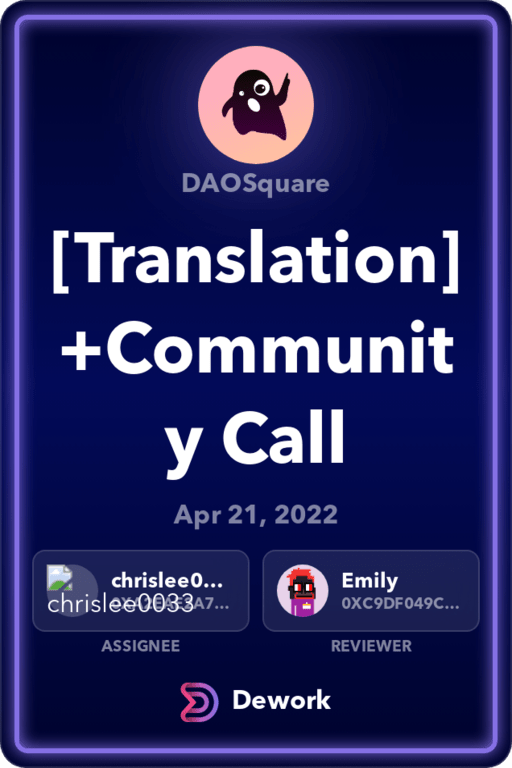 DAOSquare
[Translation]
+Communit
y Call
Apr 21, 2022
chrislee0...
chrislee0033
ASSIGNEE
Emily
0XC9DF049C...
REVIEWER
Dework